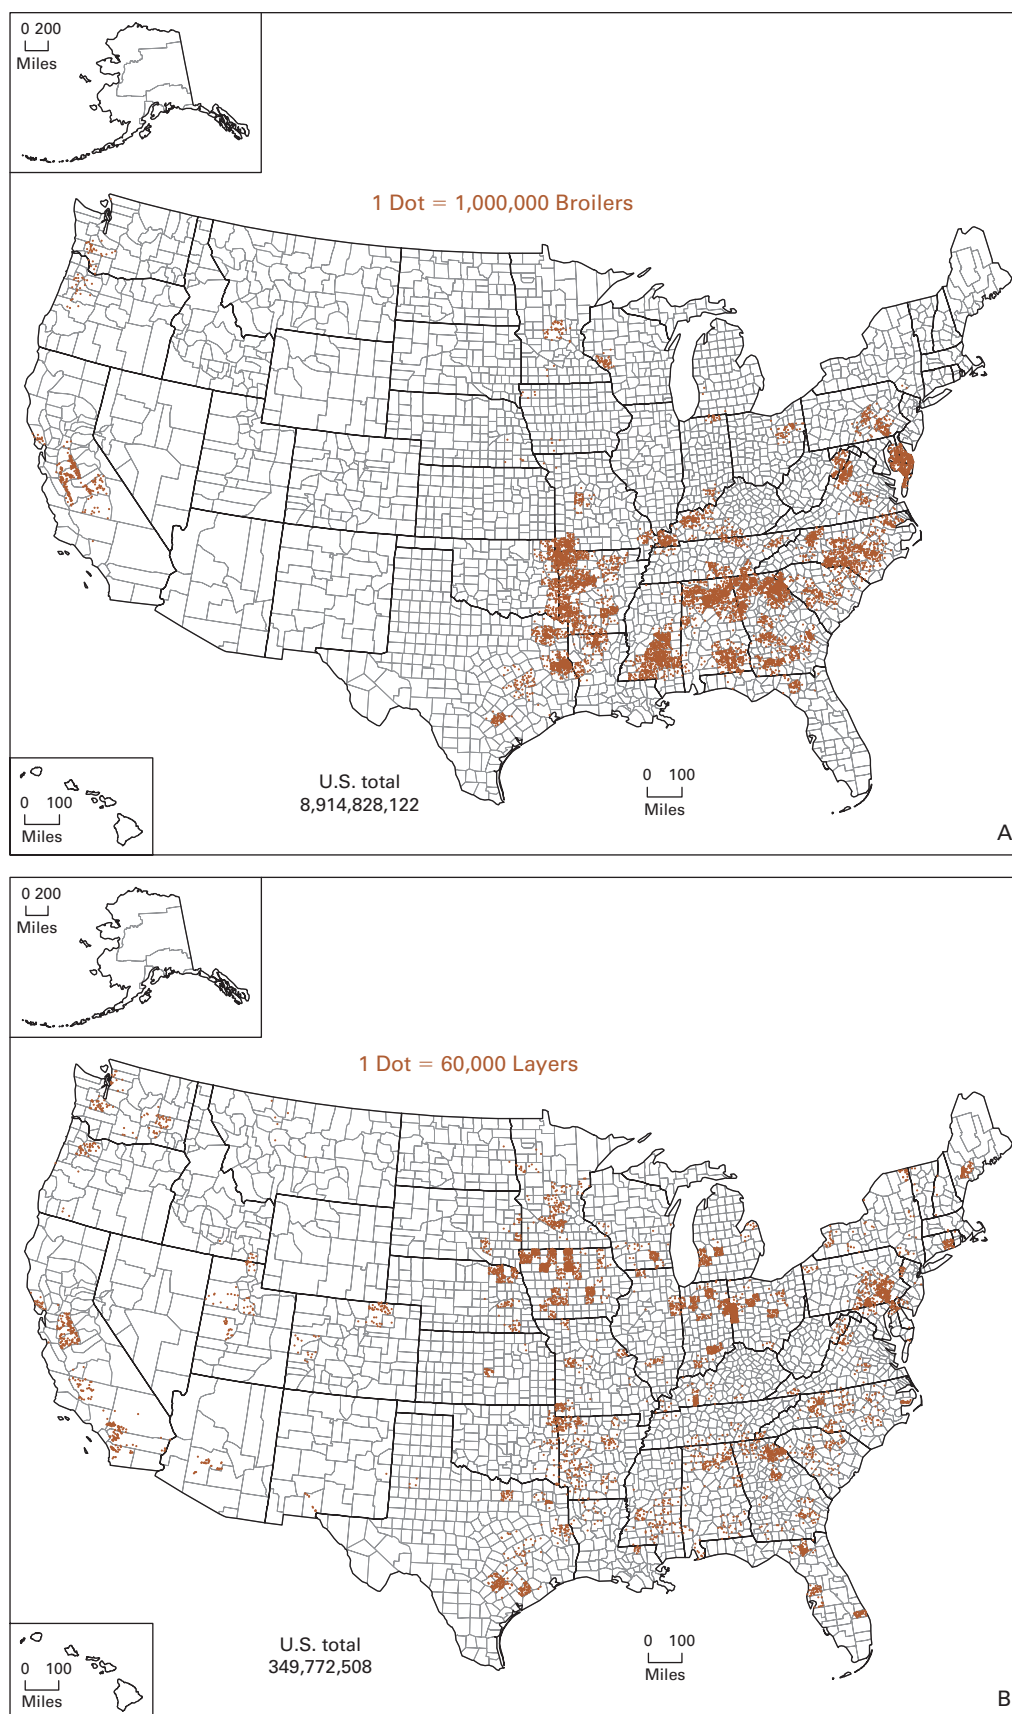 0 200
Miles
1 Dot = 1,000,000 Broilers
0 100
Miles
U.S. total
8,914,828,122
0 100
Miles
A
0 200
Miles
1 Dot = 60,000 Layers
0 100
Miles
U.S. total
349,772,508
0 100
Miles
B